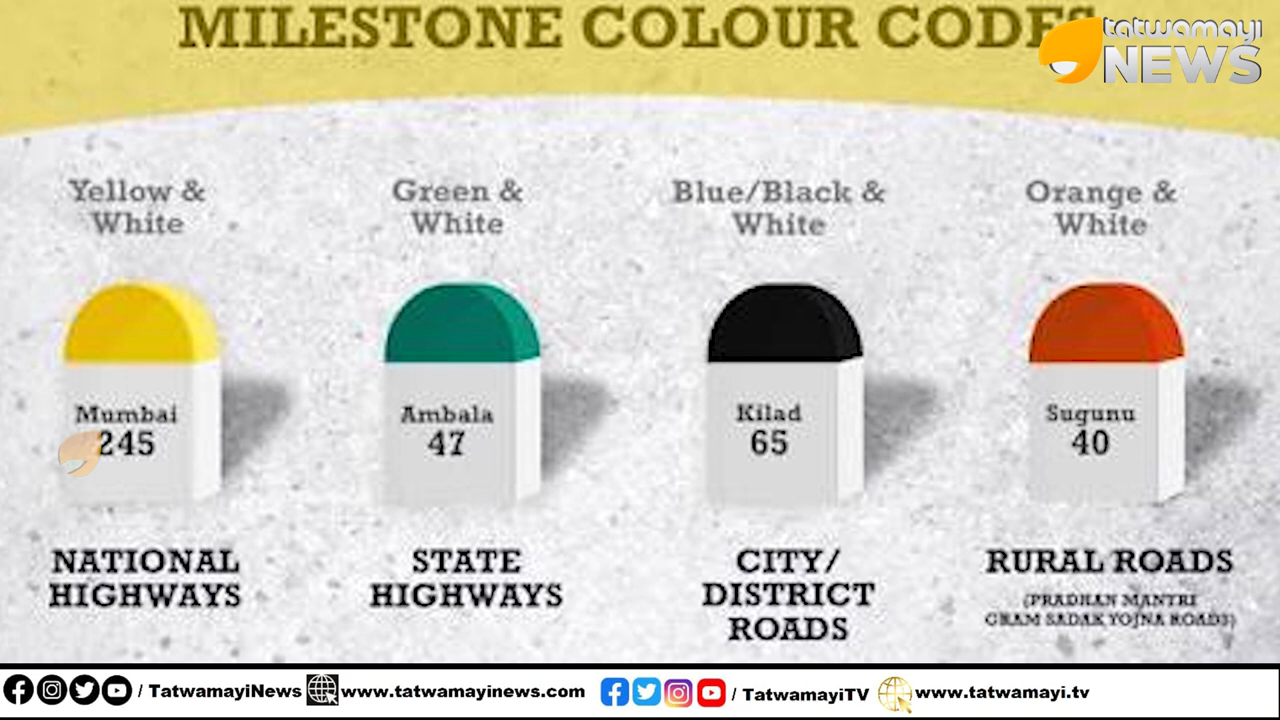 MILESTONE COLOUR CODES
tatwamayi
NEWS
Yellow &
White
Green &
White
Blue/Black &
White
Orange &
White
Mumbai
245
Ambala
47
Kilad
65
Sugunu
40
NATIONAL
HIGHWAYS
STATE
HIGHWAYS
CITY/
DISTRICT
ROADS
RURAL ROADS
(PRADHAN MANTRI
GRAM SADAK YOJNA ROADS)
/ TatwamayiNews www.tatwamayinews.com / TatwamayiTV www.tatwamayi.tv